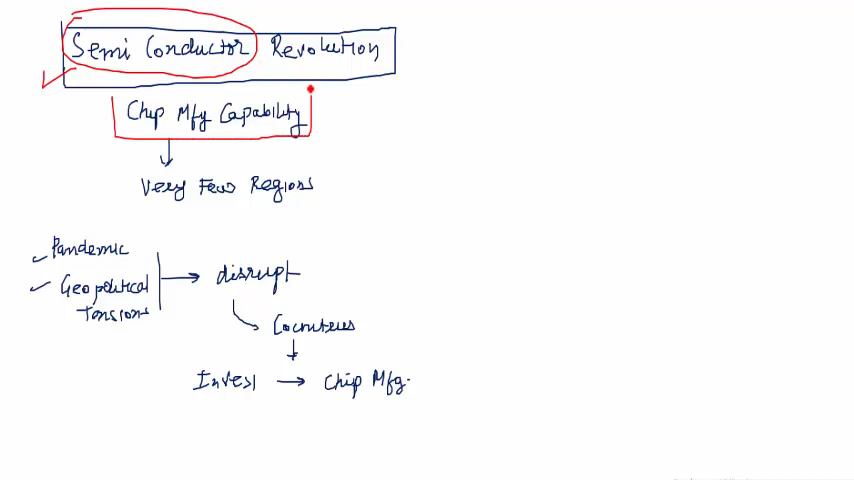 Semi Conductor Revolution
Chip Mfg Capability
Very Few Regions
Pandemic
Geopolitical
Tensions
disrupt
Countries
Invest → Chip Mfg.